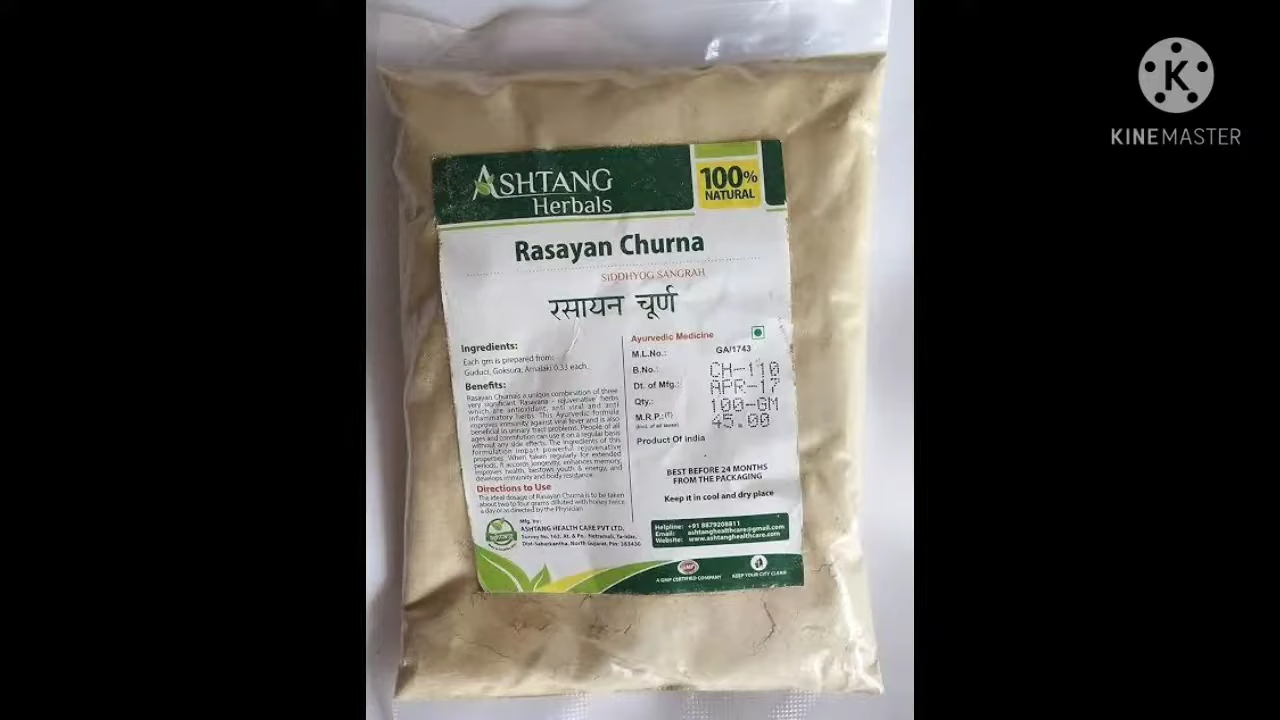 ASHTANG
Herbals
100%
NATURAL
Rasayan Churna
SIDDHYOG SANGRAH
रसायन चूर्ण
Ingredients:
Each gm is prepared from:
Guduci, Goksura, Amalaki 0.33 each.
Benefits:
Rasayan Churna is a unique combination of three
very significant Rasayana - rejuvenative herbs
which are antioxidant, anti viral and anti
inflammatory herbs. This Ayurvedic formula
improves immunity against viral fever and is also
beneficial in urinary tract problems. People of all
ages and constitution can use it on a regular basis
without any side effects. The ingredients of this
formulation impart powerful rejuvenative
properties. When taken regularly for extended
periods, it accords longevity, enhances memory,
improves health, bestows youth & energy, and
develops immunity and body resistance.
Directions to Use
The ideal dosage of Rasayan Churna is to be taken
about two to four grams diluted with honey twice
a day or as directed by the Physician.
Mfg. by:
ASHTANG HEALTH CARE PVT LTD.
Survey No. 163, At. & Po. Netramali, Ta-Idar,
Dist-Sabarkantha, North Gujarat, Pin: 383430
Ayurvedic Medicine
M.L.No.: GA/1743
B.No.: CH-110
Dt. of Mfg.: APR-17
Qty.: 100-GM
M.R.P.:(₹) 45.00
(Incl. of all taxes)
Product Of India
BEST BEFORE 24 MONTHS
FROM THE PACKAGING
Keep it in cool and dry place
Helpline: +91 8879208811
Email: ashtanghealthcare@gmail.com
Website: www.ashtanghealthcare.com
GMP
A GMP CERTIFIED COMPANY
KEEP YOUR CITY CLEAN
K
KINEMASTER